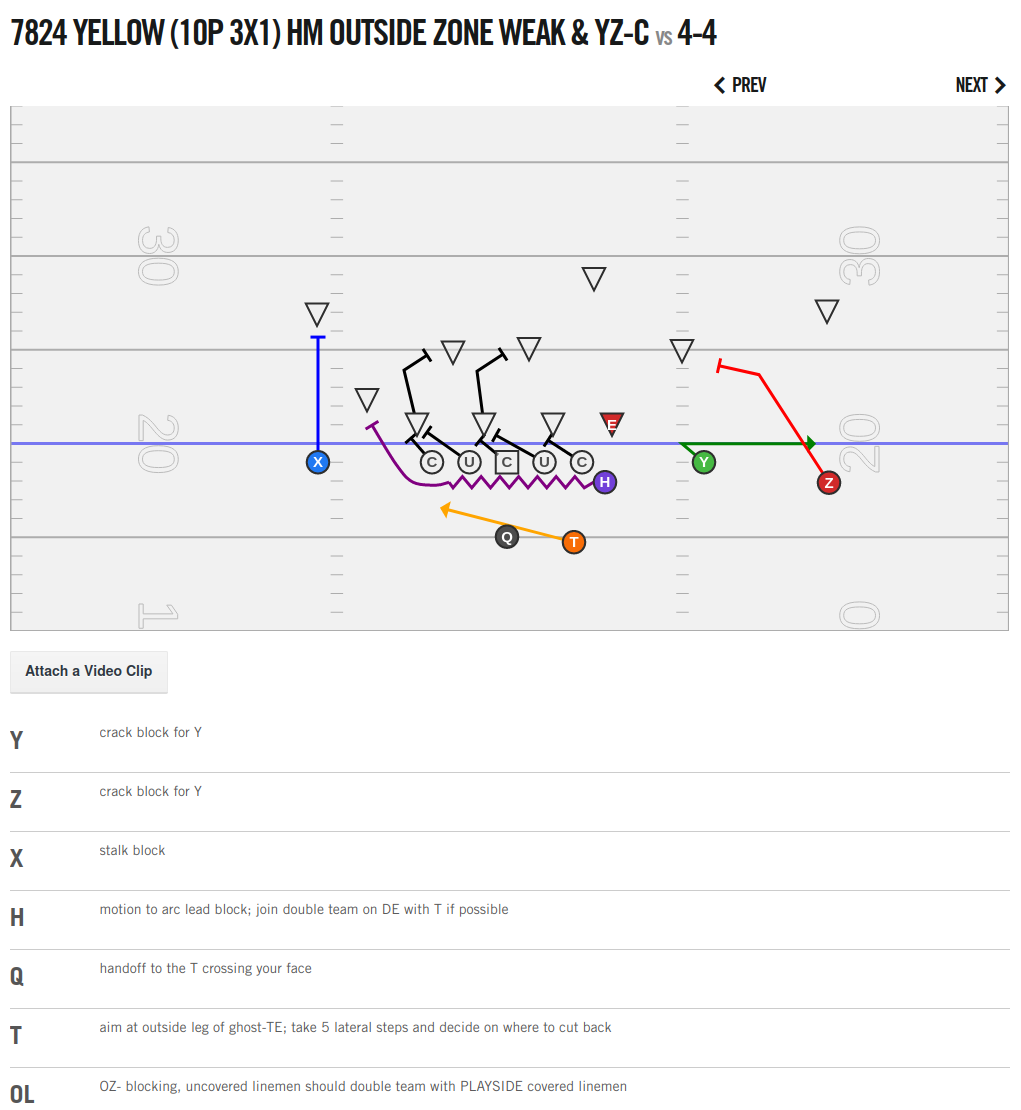 7824 YELLOW (10P 3X1) HM OUTSIDE ZONE WEAK & YZ-C vs 4-4
PREV NEXT
30 30
E
20 20
X C U C U C Y
H Z
Q T
1 0
Attach a Video Clip
Y crack block for Y
Z crack block for Y
X stalk block
H motion to arc lead block; join double team on DE with T if possible
Q handoff to the T crossing your face
T aim at outside leg of ghost-TE; take 5 lateral steps and decide on where to cut back
OL OZ- blocking, uncovered linemen should double team with PLAYSIDE covered linemen